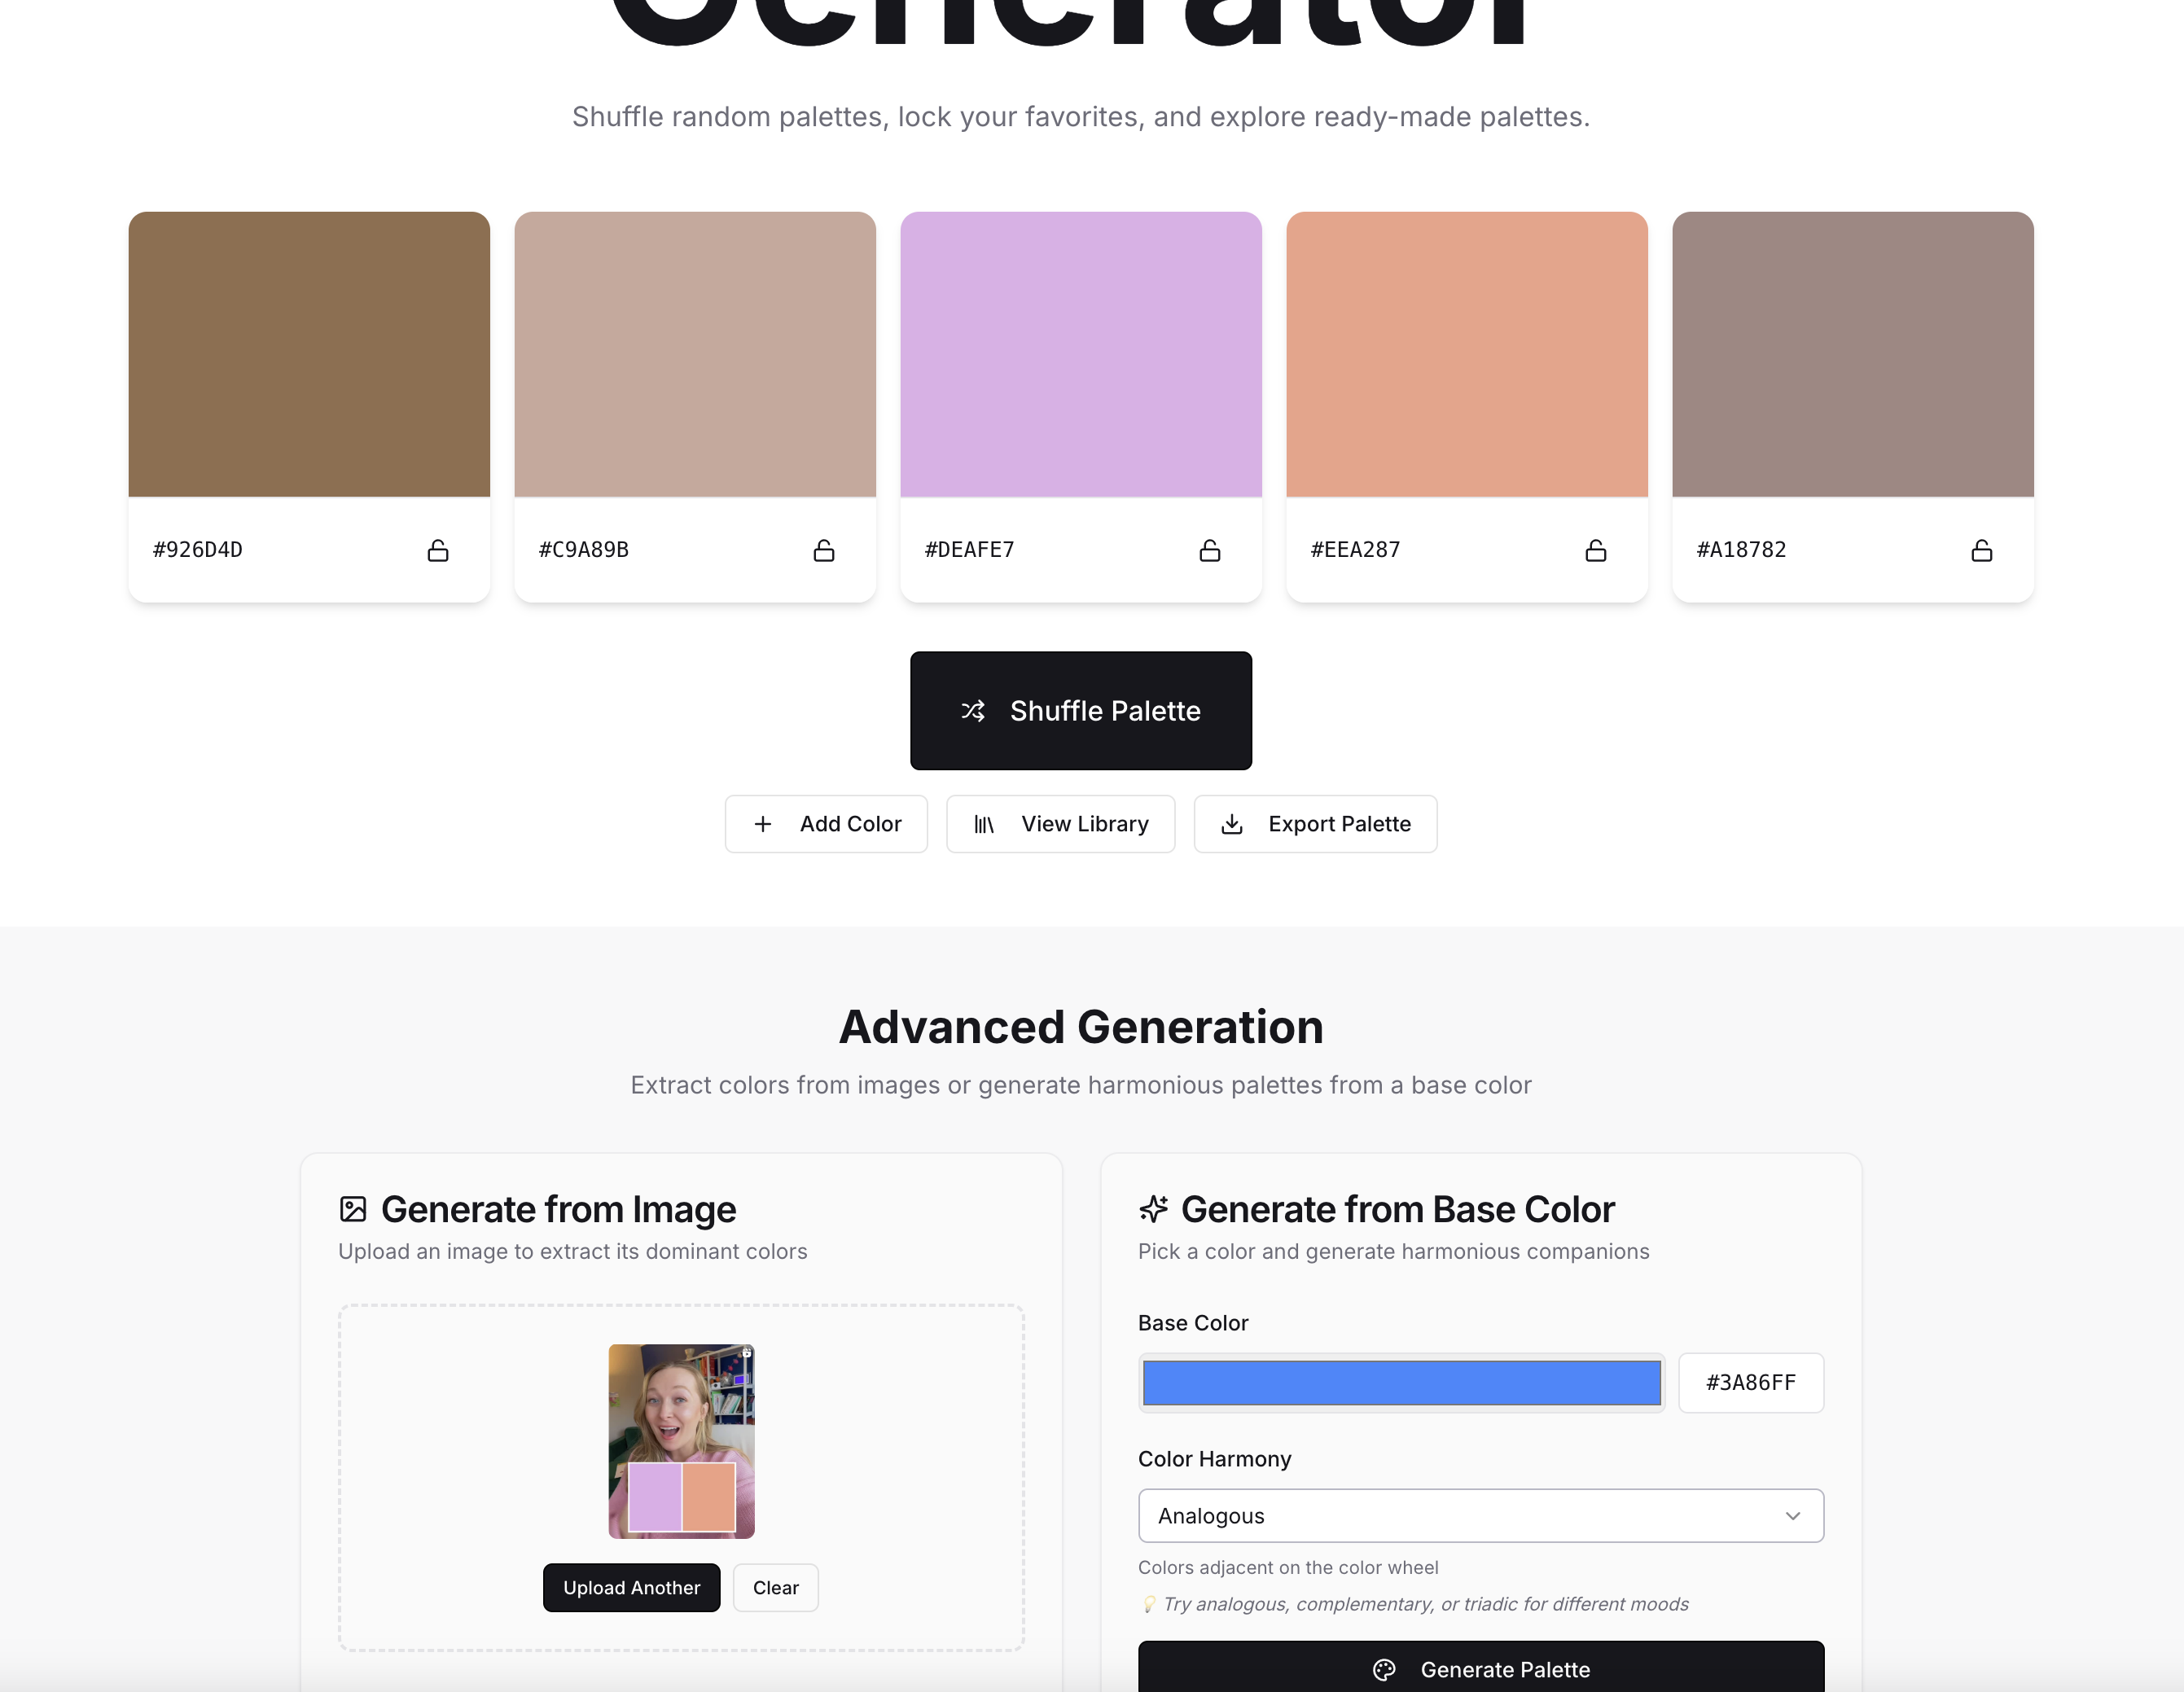 Generator
Shuffle random palettes, lock your favorites, and explore ready-made palettes.
#926D4D
#C9A89B
#DEAFE7
#EEA287
#A18782
Shuffle Palette
Add Color
View Library
Export Palette
Advanced Generation
Extract colors from images or generate harmonious palettes from a base color
Generate from Image
Upload an image to extract its dominant colors
Upload Another
Clear
Generate from Base Color
Pick a color and generate harmonious companions
Base Color
#3A86FF
Color Harmony
Analogous
Colors adjacent on the color wheel
💡 Try analogous, complementary, or triadic for different moods
Generate Palette